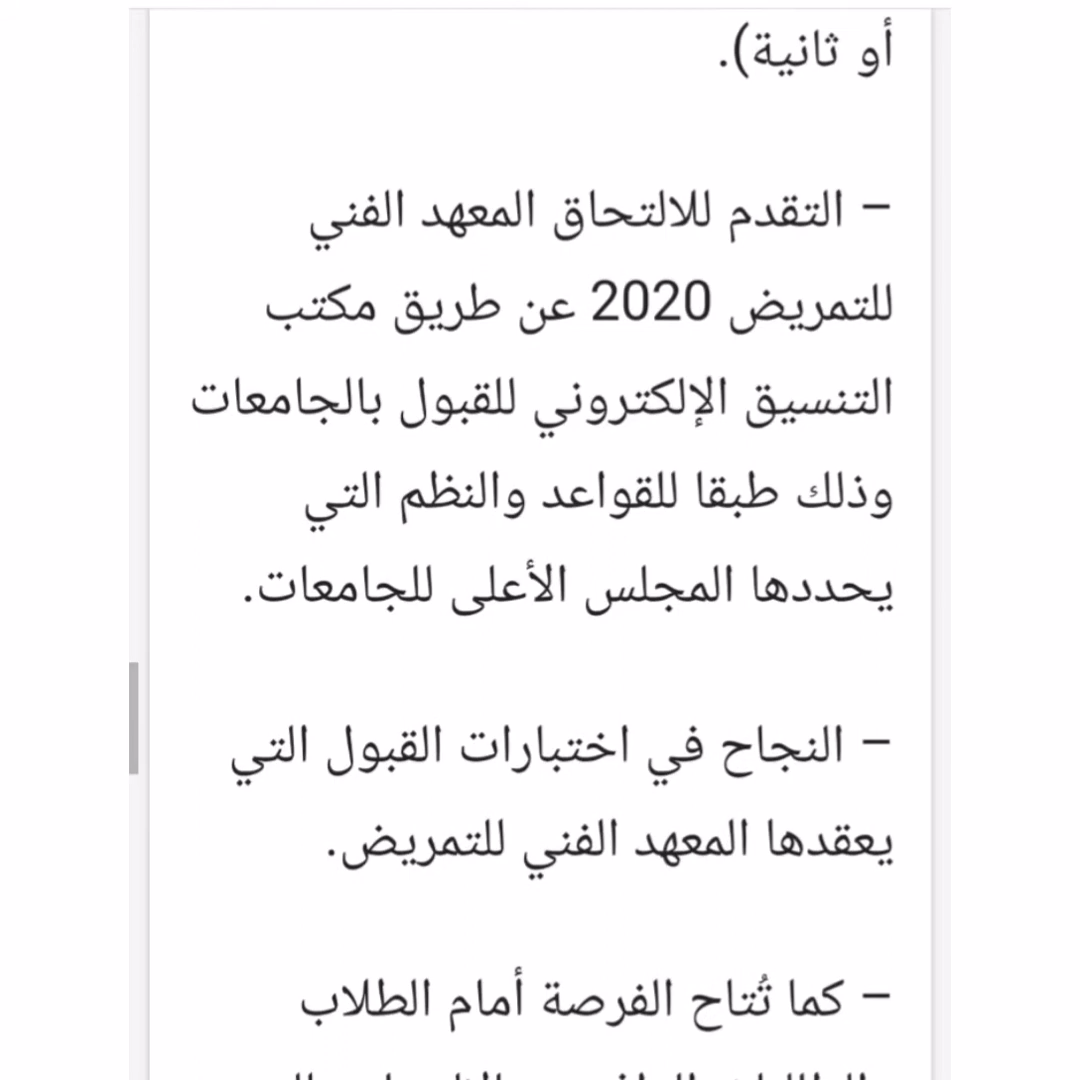 أو ثانية).
– التقدم للالتحاق المعهد الفني
للتمريض 2020 عن طريق مكتب
التنسيق الإلكتروني للقبول بالجامعات
وذلك طبقا للقواعد والنظم التي
يحددها المجلس الأعلى للجامعات.
– النجاح في اختبارات القبول التي
يعقدها المعهد الفني للتمريض.
– كما تُتاح الفرصة أمام الطلاب